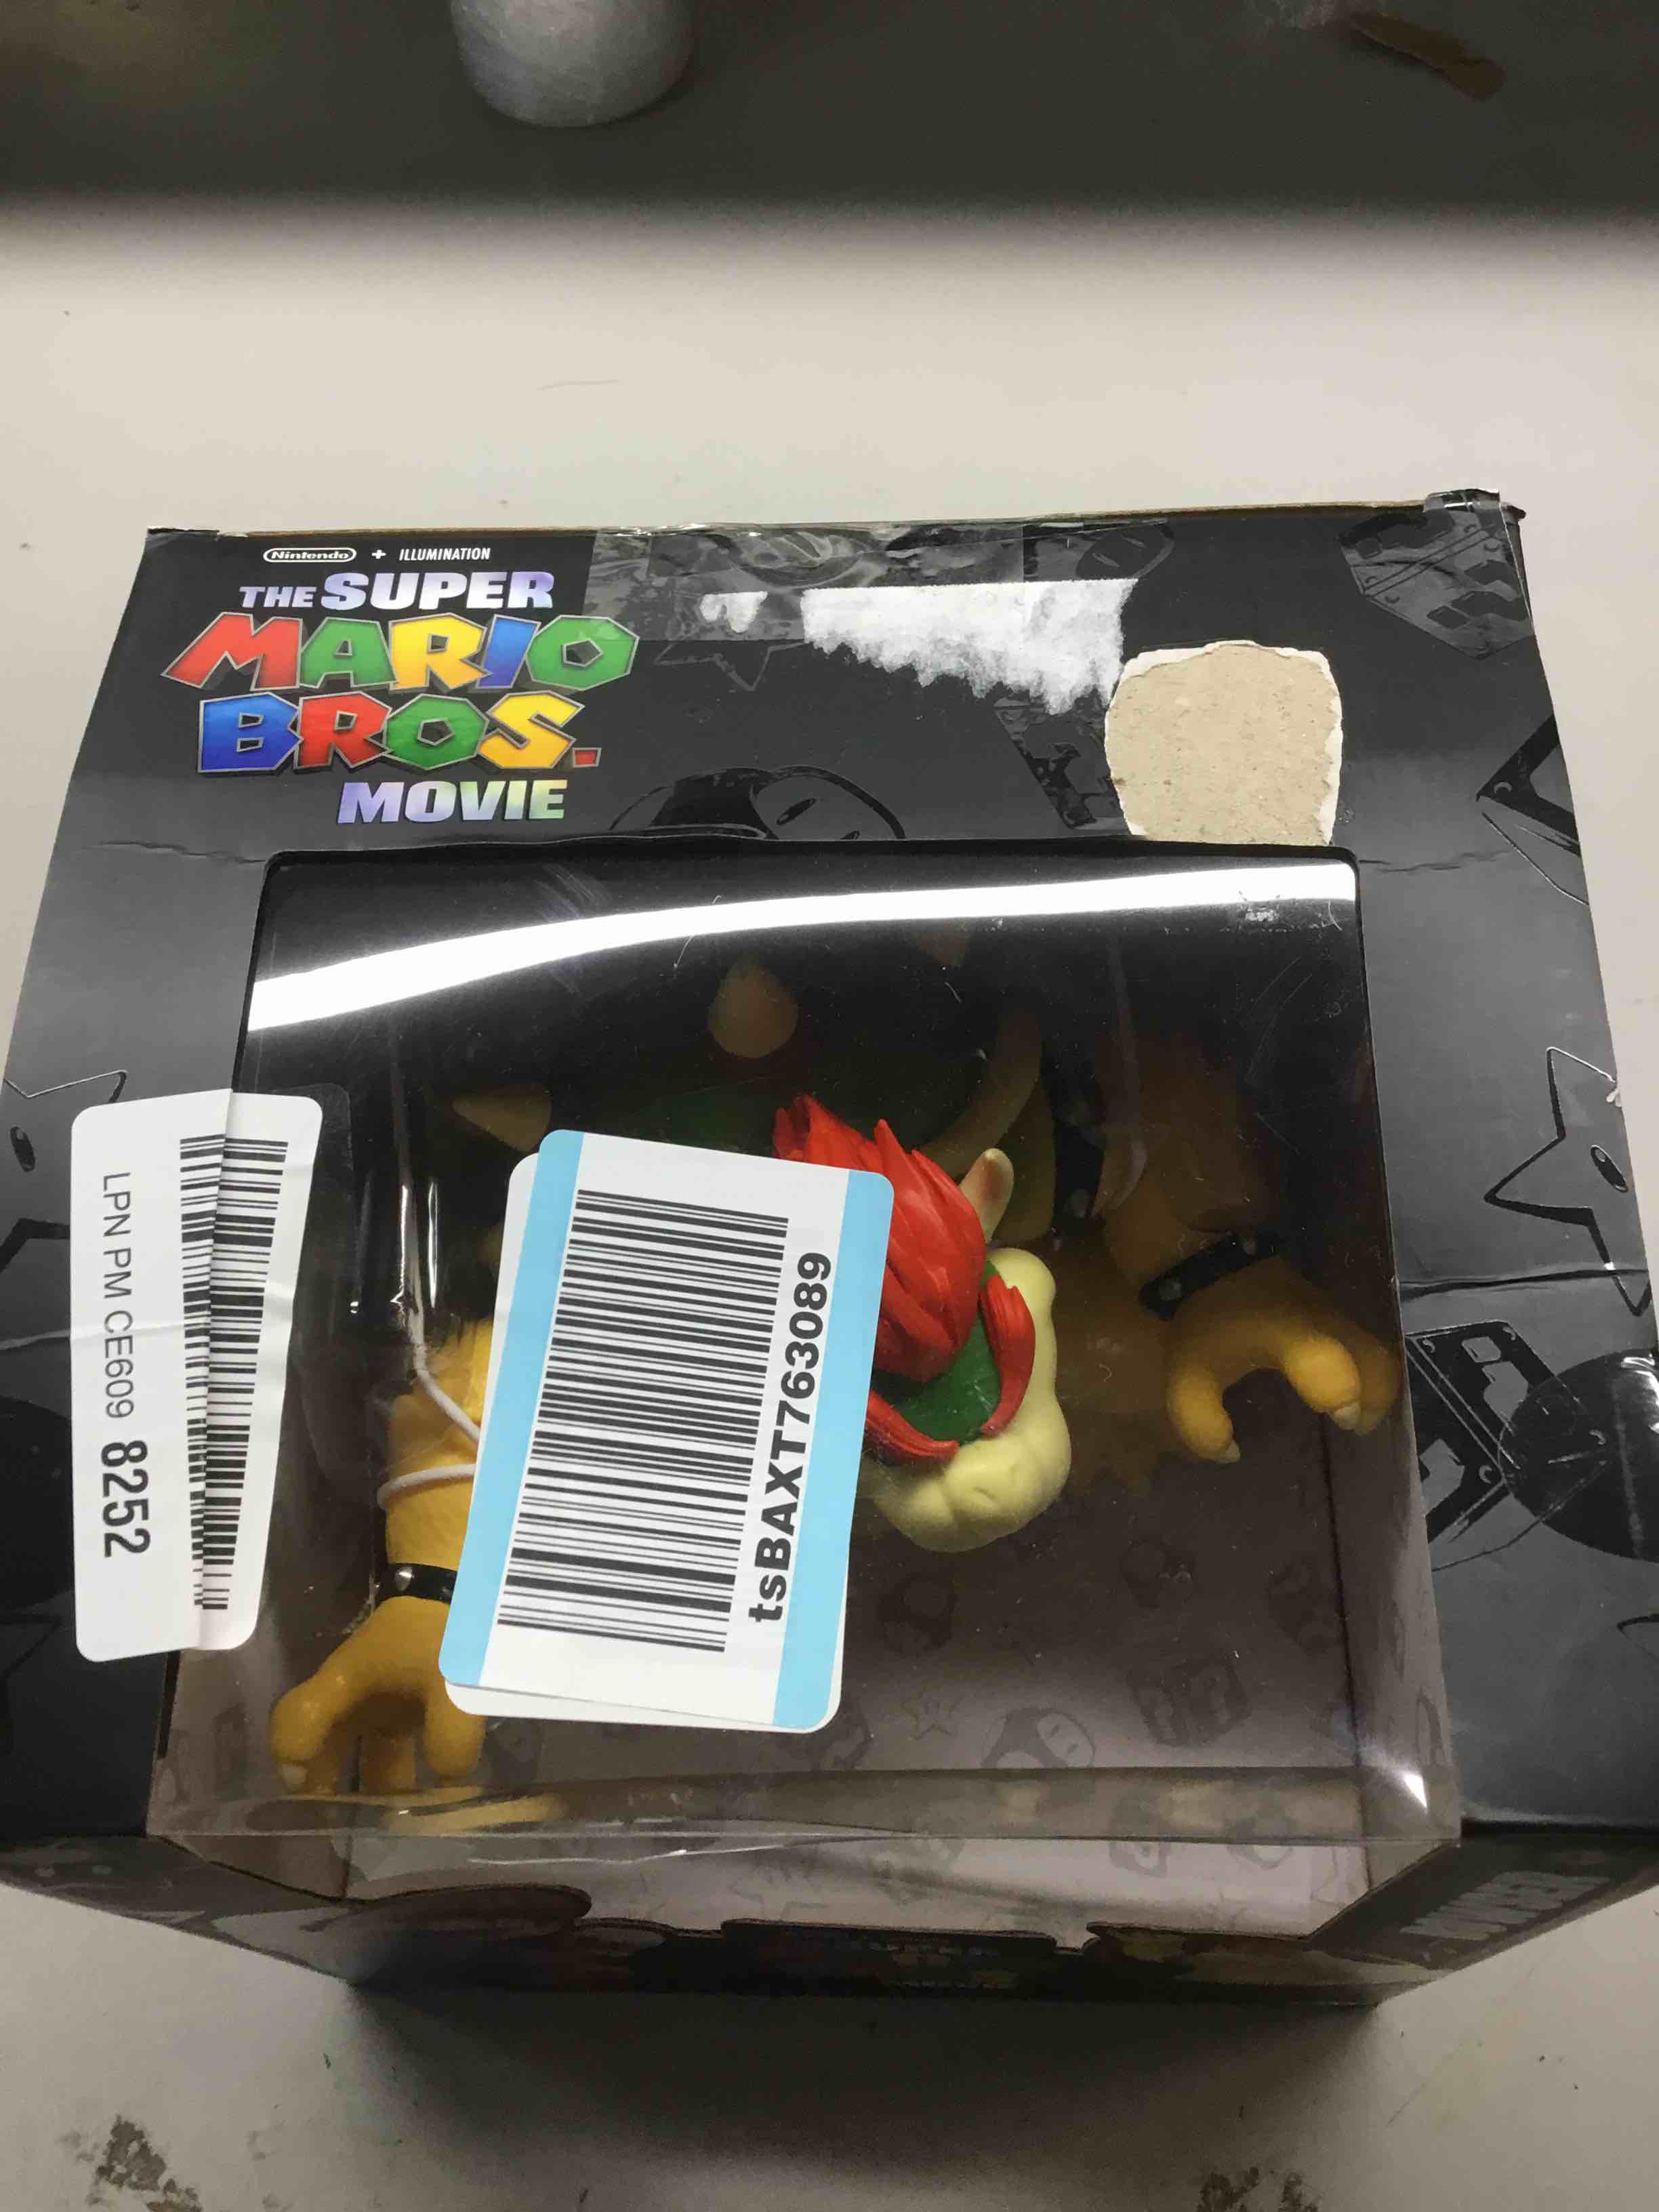 Nintendo + ILLUMINATION
THE SUPER
MARIO
BROS.
MOVIE
LPN PM CE609 8252
tsBAXT763089